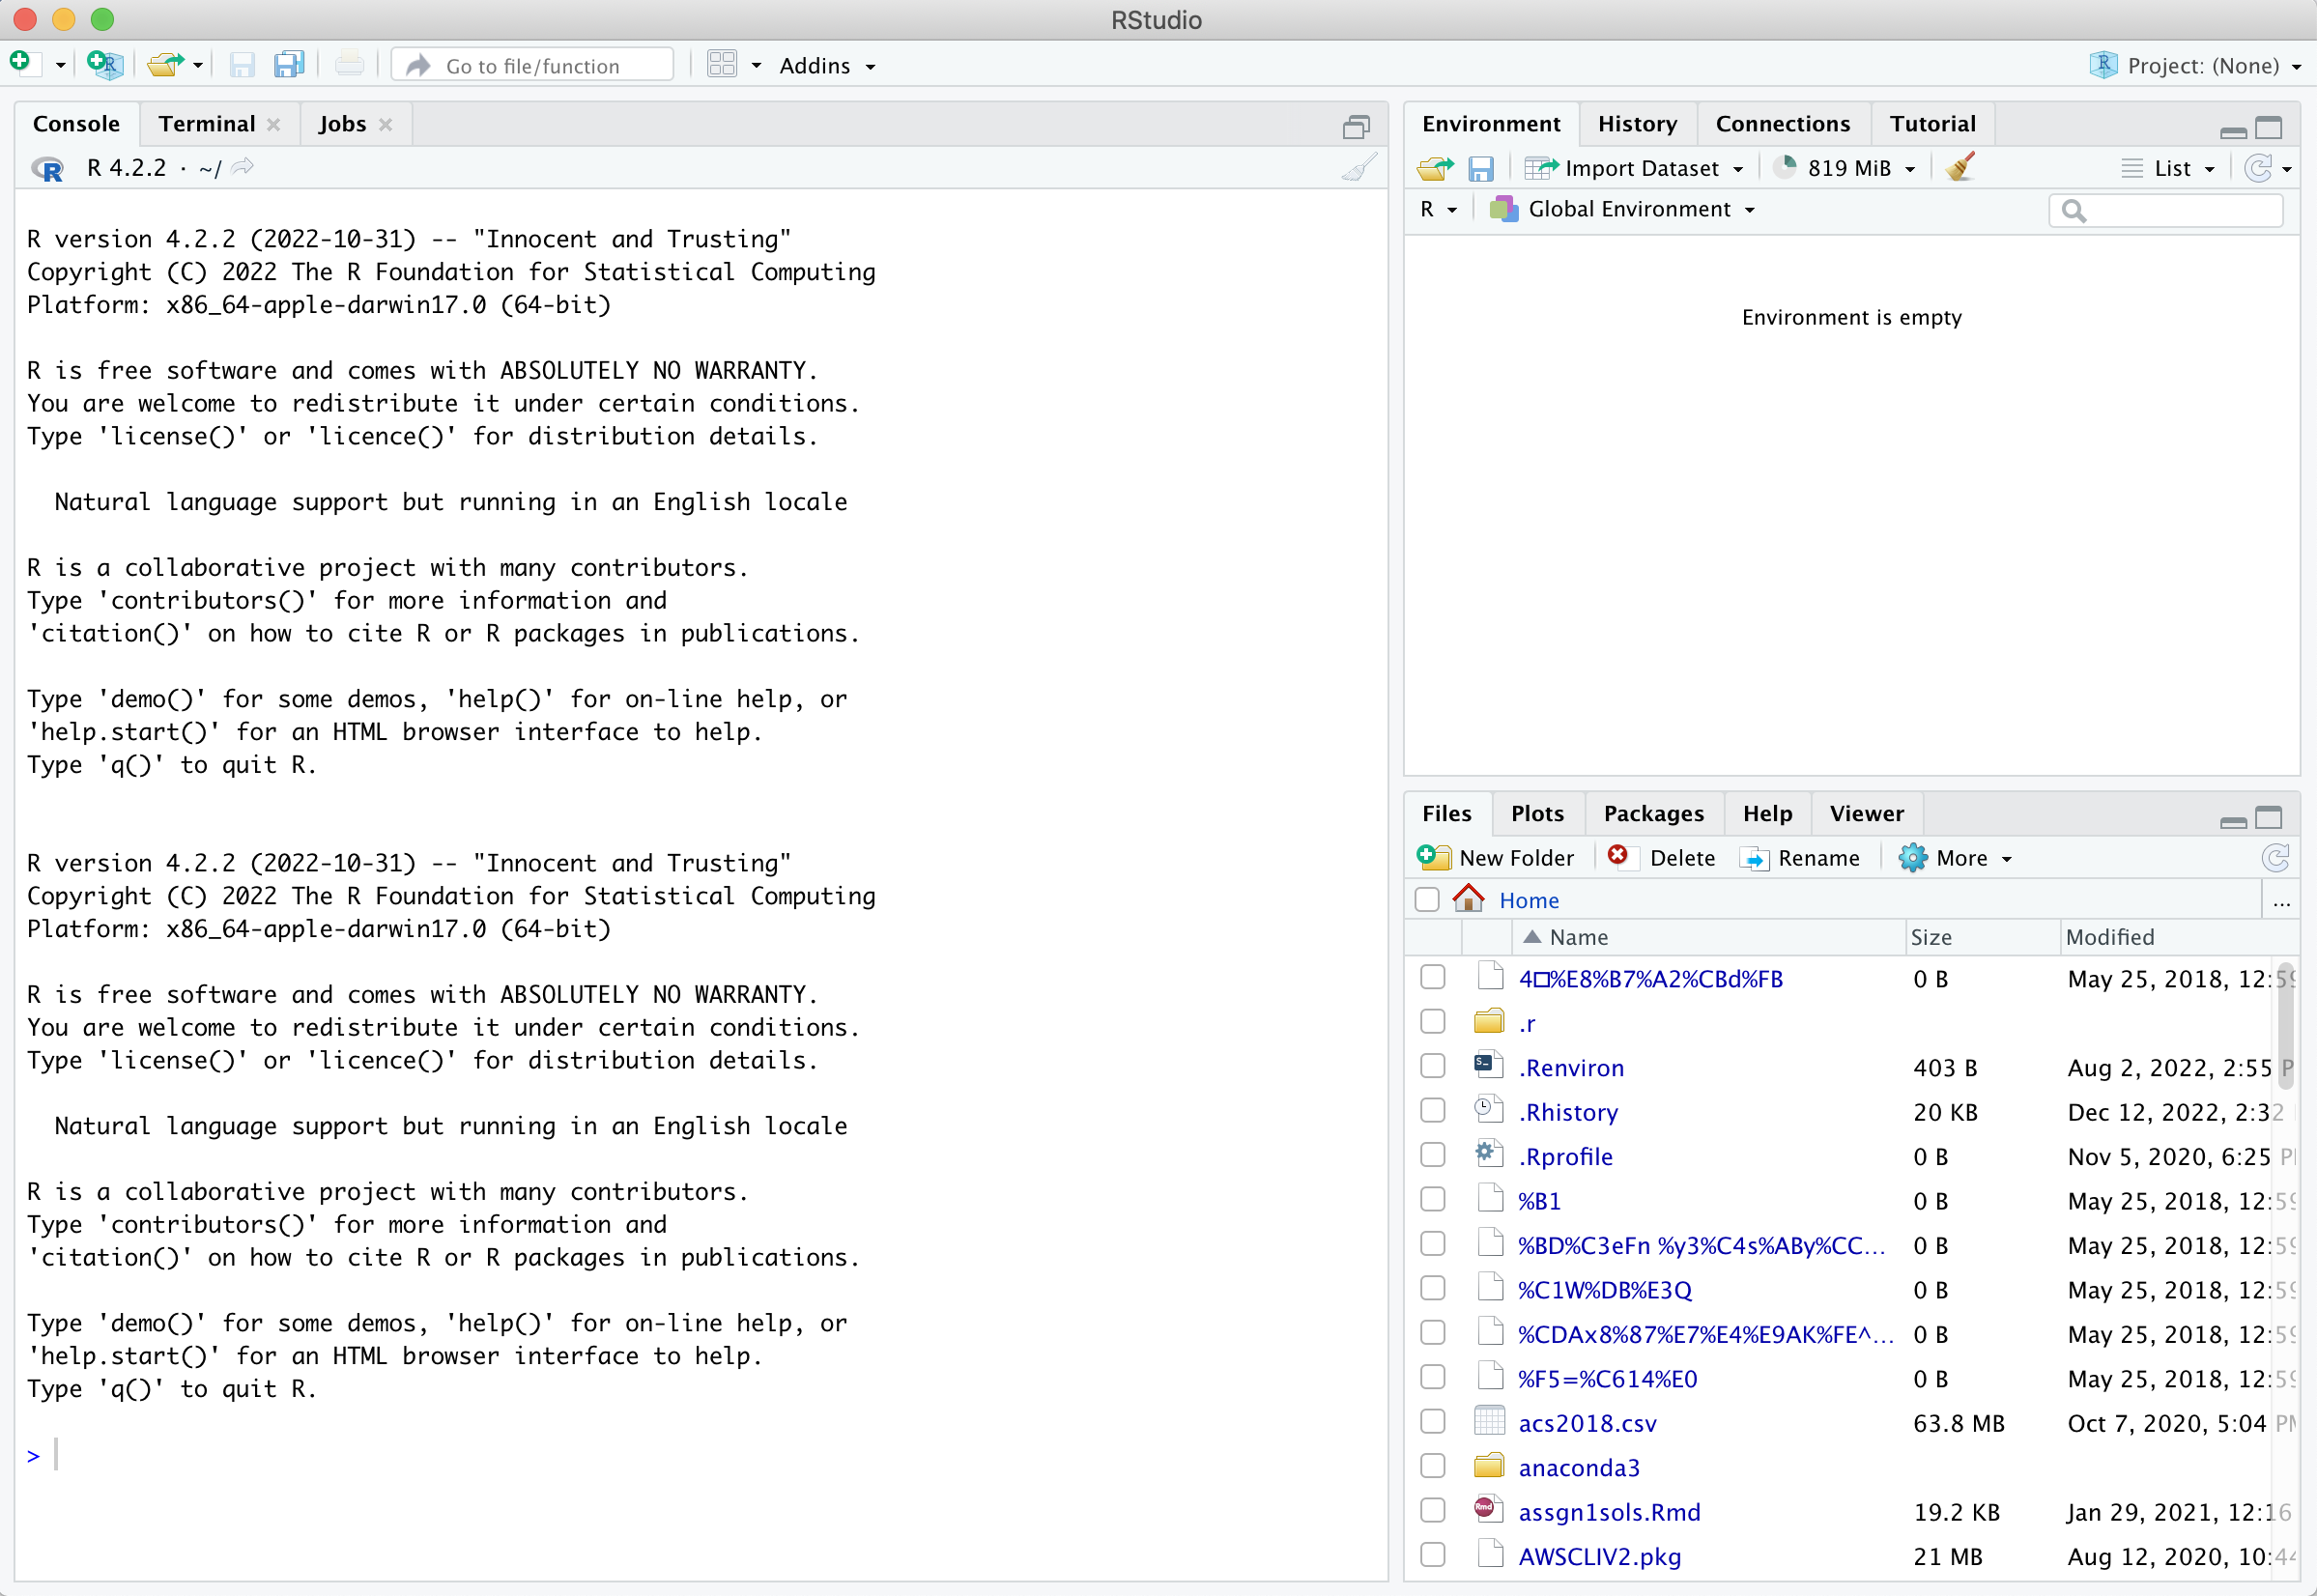 RStudio
Go to file/function
Addins
Project: (None)
Console
Terminal
Jobs
R 4.2.2 · ~/
R version 4.2.2 (2022-10-31) -- "Innocent and Trusting"
Copyright (C) 2022 The R Foundation for Statistical Computing
Platform: x86_64-apple-darwin17.0 (64-bit)
R is free software and comes with ABSOLUTELY NO WARRANTY.
You are welcome to redistribute it under certain conditions.
Type 'license()' or 'licence()' for distribution details.
Natural language support but running in an English locale
R is a collaborative project with many contributors.
Type 'contributors()' for more information and
'citation()' on how to cite R or R packages in publications.
Type 'demo()' for some demos, 'help()' for on-line help, or
'help.start()' for an HTML browser interface to help.
Type 'q()' to quit R.
R version 4.2.2 (2022-10-31) -- "Innocent and Trusting"
Copyright (C) 2022 The R Foundation for Statistical Computing
Platform: x86_64-apple-darwin17.0 (64-bit)
R is free software and comes with ABSOLUTELY NO WARRANTY.
You are welcome to redistribute it under certain conditions.
Type 'license()' or 'licence()' for distribution details.
Natural language support but running in an English locale
R is a collaborative project with many contributors.
Type 'contributors()' for more information and
'citation()' on how to cite R or R packages in publications.
Type 'demo()' for some demos, 'help()' for on-line help, or
'help.start()' for an HTML browser interface to help.
Type 'q()' to quit R.
>
Environment
History
Connections
Tutorial
Import Dataset
819 MiB
List
R
Global Environment
Environment is empty
Files
Plots
Packages
Help
Viewer
New Folder
Delete
Rename
More
Home
...
Name Size Modified
4□%E8%B7%A2%CBd%FB 0 B May 25, 2018, 12:59
.r
.Renviron 403 B Aug 2, 2022, 2:55 P
.Rhistory 20 KB Dec 12, 2022, 2:32
.Rprofile 0 B Nov 5, 2020, 6:25 P
%B1 0 B May 25, 2018, 12:59
%BD%C3eFn %y3%C4s%ABy%CC... 0 B May 25, 2018, 12:59
%C1W%DB%E3Q 0 B May 25, 2018, 12:59
%CDAx8%87%E7%E4%E9AK%FE^... 0 B May 25, 2018, 12:59
%F5=%C614%E0 0 B May 25, 2018, 12:59
acs2018.csv 63.8 MB Oct 7, 2020, 5:04 PM
anaconda3
assgn1sols.Rmd 19.2 KB Jan 29, 2021, 12:16
AWSCLIV2.pkg 21 MB Aug 12, 2020, 10:44